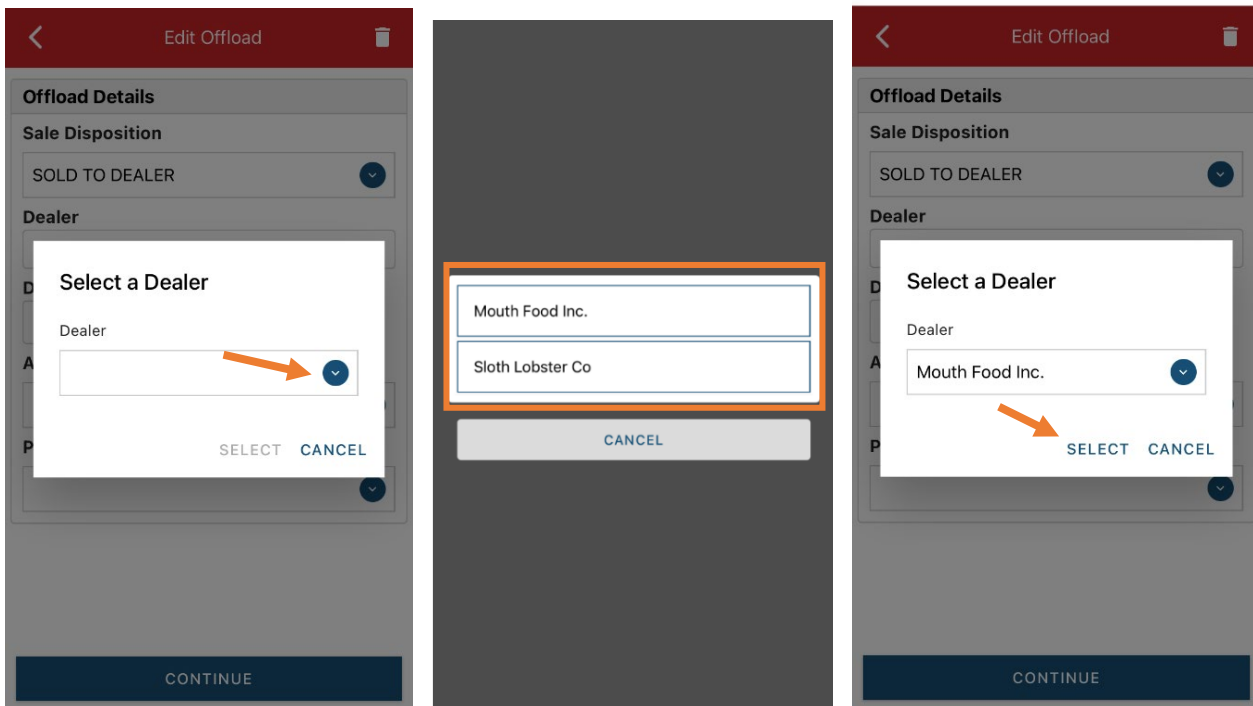 Edit Offload
Offload Details
Sale Disposition
SOLD TO DEALER
Dealer
D
Select a Dealer
Dealer
A
P
SELECT CANCEL
CONTINUE
Mouth Food Inc.
Sloth Lobster Co
CANCEL
Edit Offload
Offload Details
Sale Disposition
SOLD TO DEALER
Dealer
D
Select a Dealer
Dealer
A
Mouth Food Inc.
P
SELECT CANCEL
CONTINUE